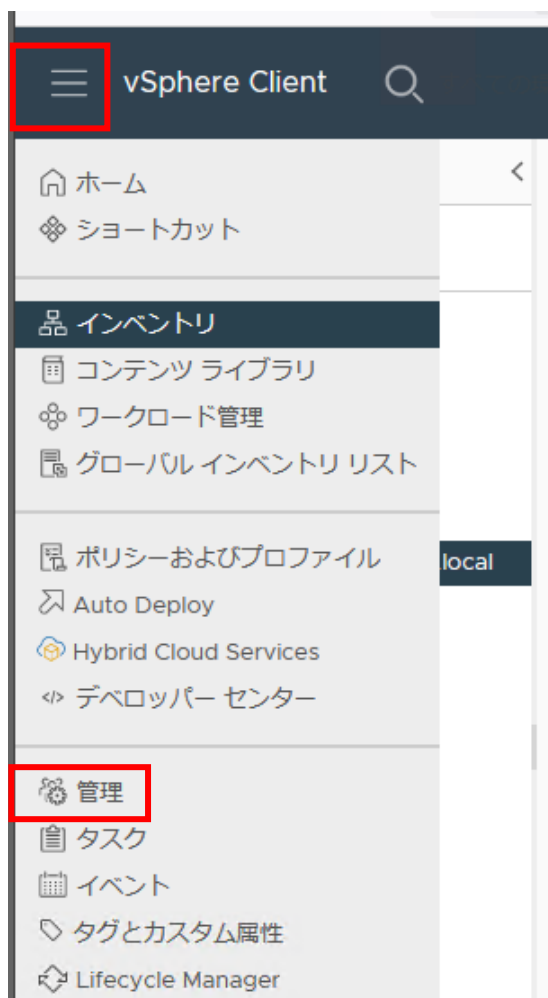 vSphere Client
ホーム
ショートカット
インベントリ
コンテンツ ライブラリ
ワークロード管理
グローバル インベントリ リスト
ポリシーおよびプロファイル
local
Auto Deploy
Hybrid Cloud Services
デベロッパー センター
管理
タスク
イベント
タグとカスタム属性
Lifecycle Manager